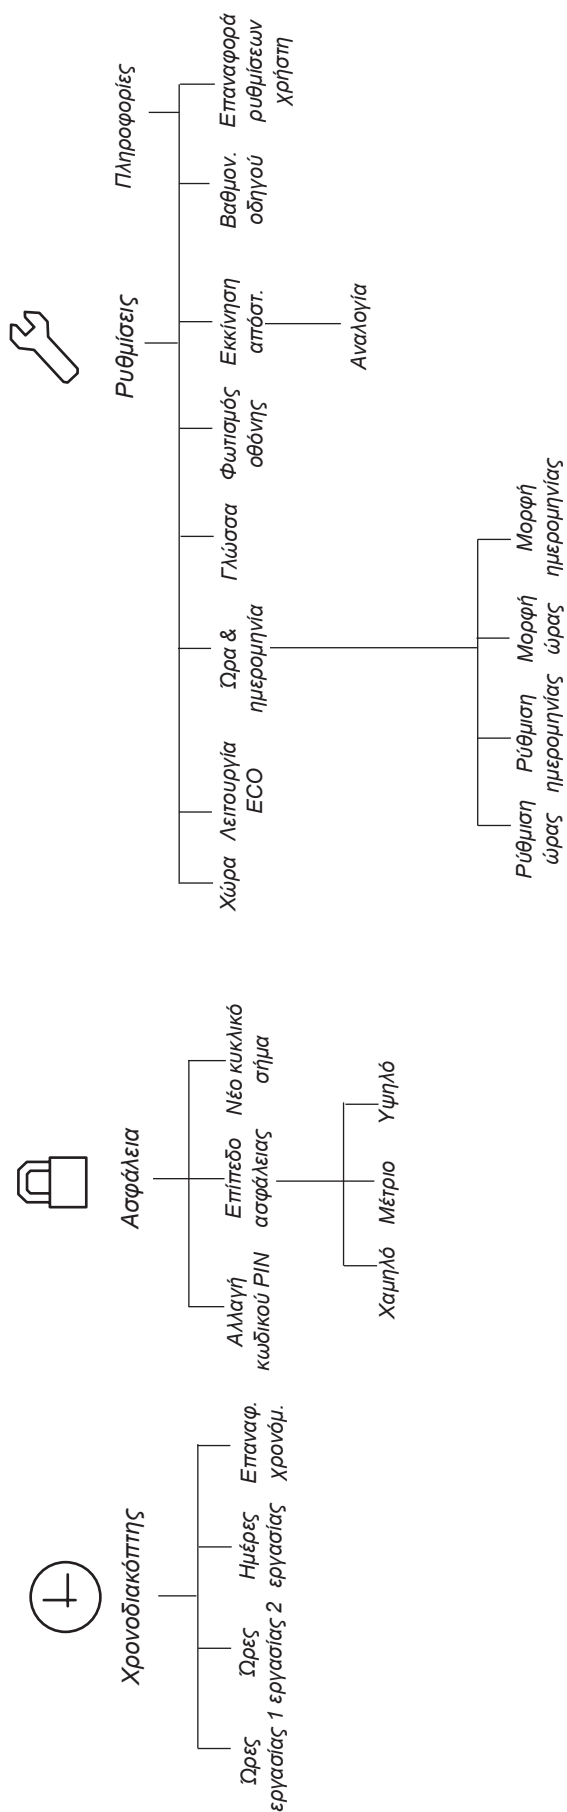 Χρονοδιακόπτης
Ώρες
εργασίας 1
Ώρες
εργασίας 2
Ημέρες
εργασίας
Επαναφ.
χρονόμ.
Ασφάλεια
Αλλαγή
κωδικού PIN
Επίπεδο
ασφάλειας
Νέο κυκλικό
σήμα
Χαμηλό
Μέτριο
Υψηλό
Ρυθμίσεις
Πληροφορίες
Χώρα
Λειτουργία
ECO
Ώρα &
ημερομηνία
Γλώσσα
Φωτισμός
οθόνης
Εκκίνηση
απόστ.
Βαθμον.
οδηγού
Επαναφορά
ρυθμίσεων
χρήστη
Αναλογία
Ρύθμιση
ώρας
Ρύθμιση
ημερομηνίας
Μορφή
ώρας
Μορφή
ημερομηνίας